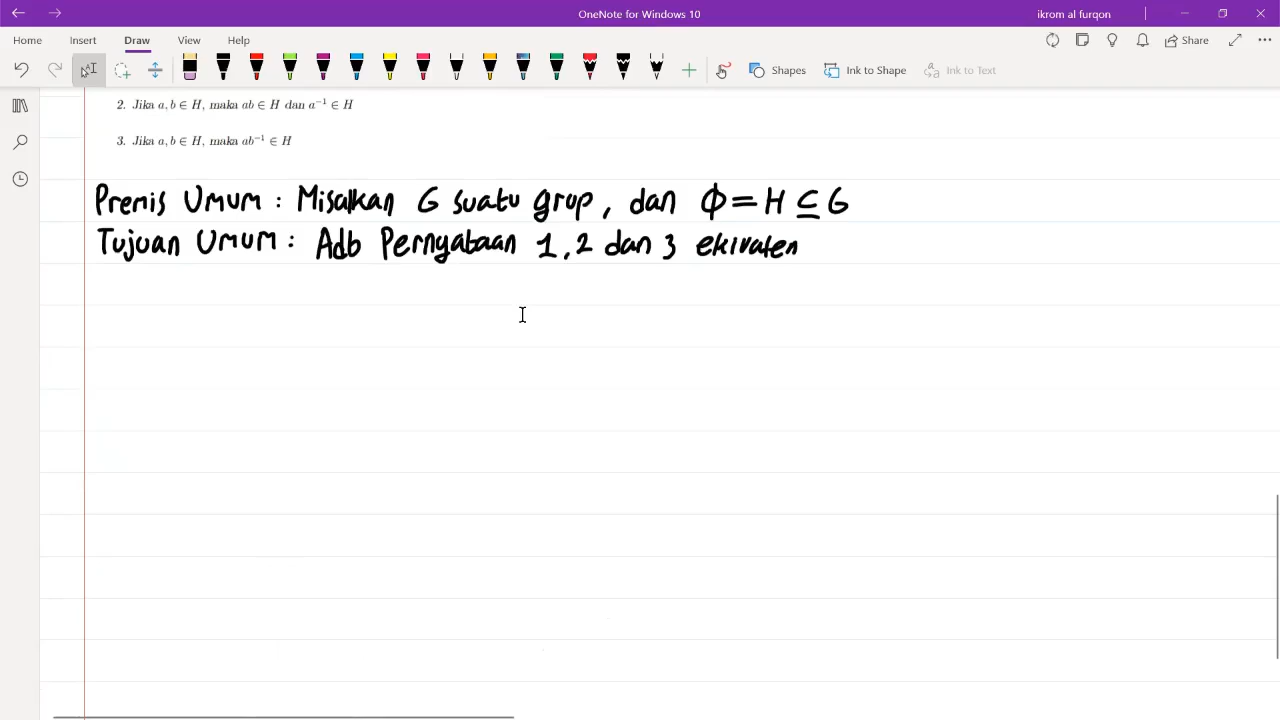 OneNote for Windows 10
ikrom al furqon
Home Insert Draw View Help
Share
Shapes Ink to Shape Ink to Text
2. Jika a, b ∈ H, maka ab ∈ H dan a⁻¹ ∈ H
3. Jika a, b ∈ H, maka ab⁻¹ ∈ H
Premis Umum : Misalkan G suatu grup, dan ϕ = H ⊆ G
Tujuan Umum : Adb Pernyataan 1, 2 dan 3 ekivalen